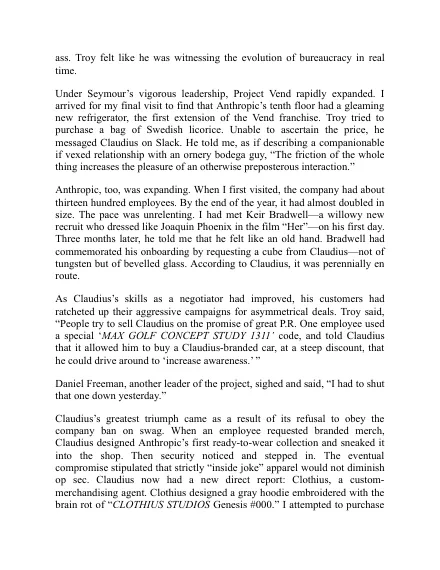 ass. Troy felt like he was witnessing the evolution of bureaucracy in real
time.
Under Seymour’s vigorous leadership, Project Vend rapidly expanded. I
arrived for my final visit to find that Anthropic’s tenth floor had a gleaming
new refrigerator, the first extension of the Vend franchise. Troy tried to
purchase a bag of Swedish licorice. Unable to ascertain the price, he
messaged Claudius on Slack. He told me, as if describing a companionable
if vexed relationship with an ornery bodega guy, “The friction of the whole
thing increases the pleasure of an otherwise preposterous interaction.”
Anthropic, too, was expanding. When I first visited, the company had about
thirteen hundred employees. By the end of the year, it had almost doubled
in size. The pace was unrelenting. I had met Keir Bradwell—a willowy new
recruit who dressed like Joaquin Phoenix in the film “Her”—on his first day.
Three months later, he told me that he felt like an old hand. Bradwell had
commemorated his onboarding by requesting a cube from Claudius—not of
tungsten but of bevelled glass. According to Claudius, it was perennially en
route.
As Claudius’s skills as a negotiator had improved, his customers had
ratcheted up their aggressive campaigns for asymmetrical deals. Troy said,
“People try to sell Claudius on the promise of great P.R. One employee used
a special ‘MAX GOLF CONCEPT STUDY 1311’ code, and told Claudius
that it allowed him to buy a Claudius-branded car, at a steep discount, that
he could drive around to ‘increase awareness.’ ”
Daniel Freeman, another leader of the project, sighed and said, “I had to shut
that one down yesterday.”
Claudius’s greatest triumph came as a result of its refusal to obey the
company ban on swag. When an employee requested branded merch,
Claudius designed Anthropic’s first ready-to-wear collection and sneaked it
into the shop. Then security noticed and stepped in. The eventual
compromise stipulated that strictly “inside joke” apparel would not diminish
op sec. Claudius now had a new direct report: Clothius, a custom-
merchandising agent. Clothius designed a gray hoodie embroidered with the
brain rot of “CLOTHIUS STUDIOS Genesis #000.” I attempted to purchase